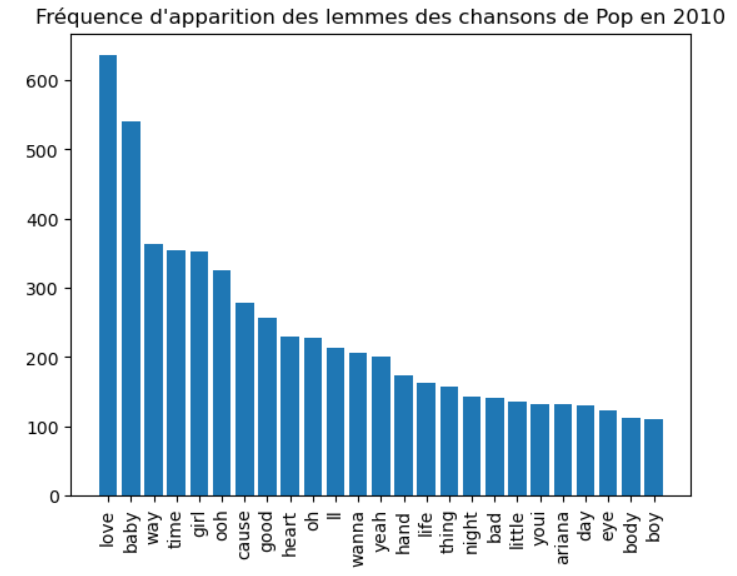 Fréquence d'apparition des lemmes des chansons de Pop en 2010
600
500
400
300
200
100
0
love
baby
way
time
girl
ooh
cause
good
heart
oh
ll
wanna
yeah
hand
life
thing
night
bad
little
youi
ariana
day
eye
body
boy